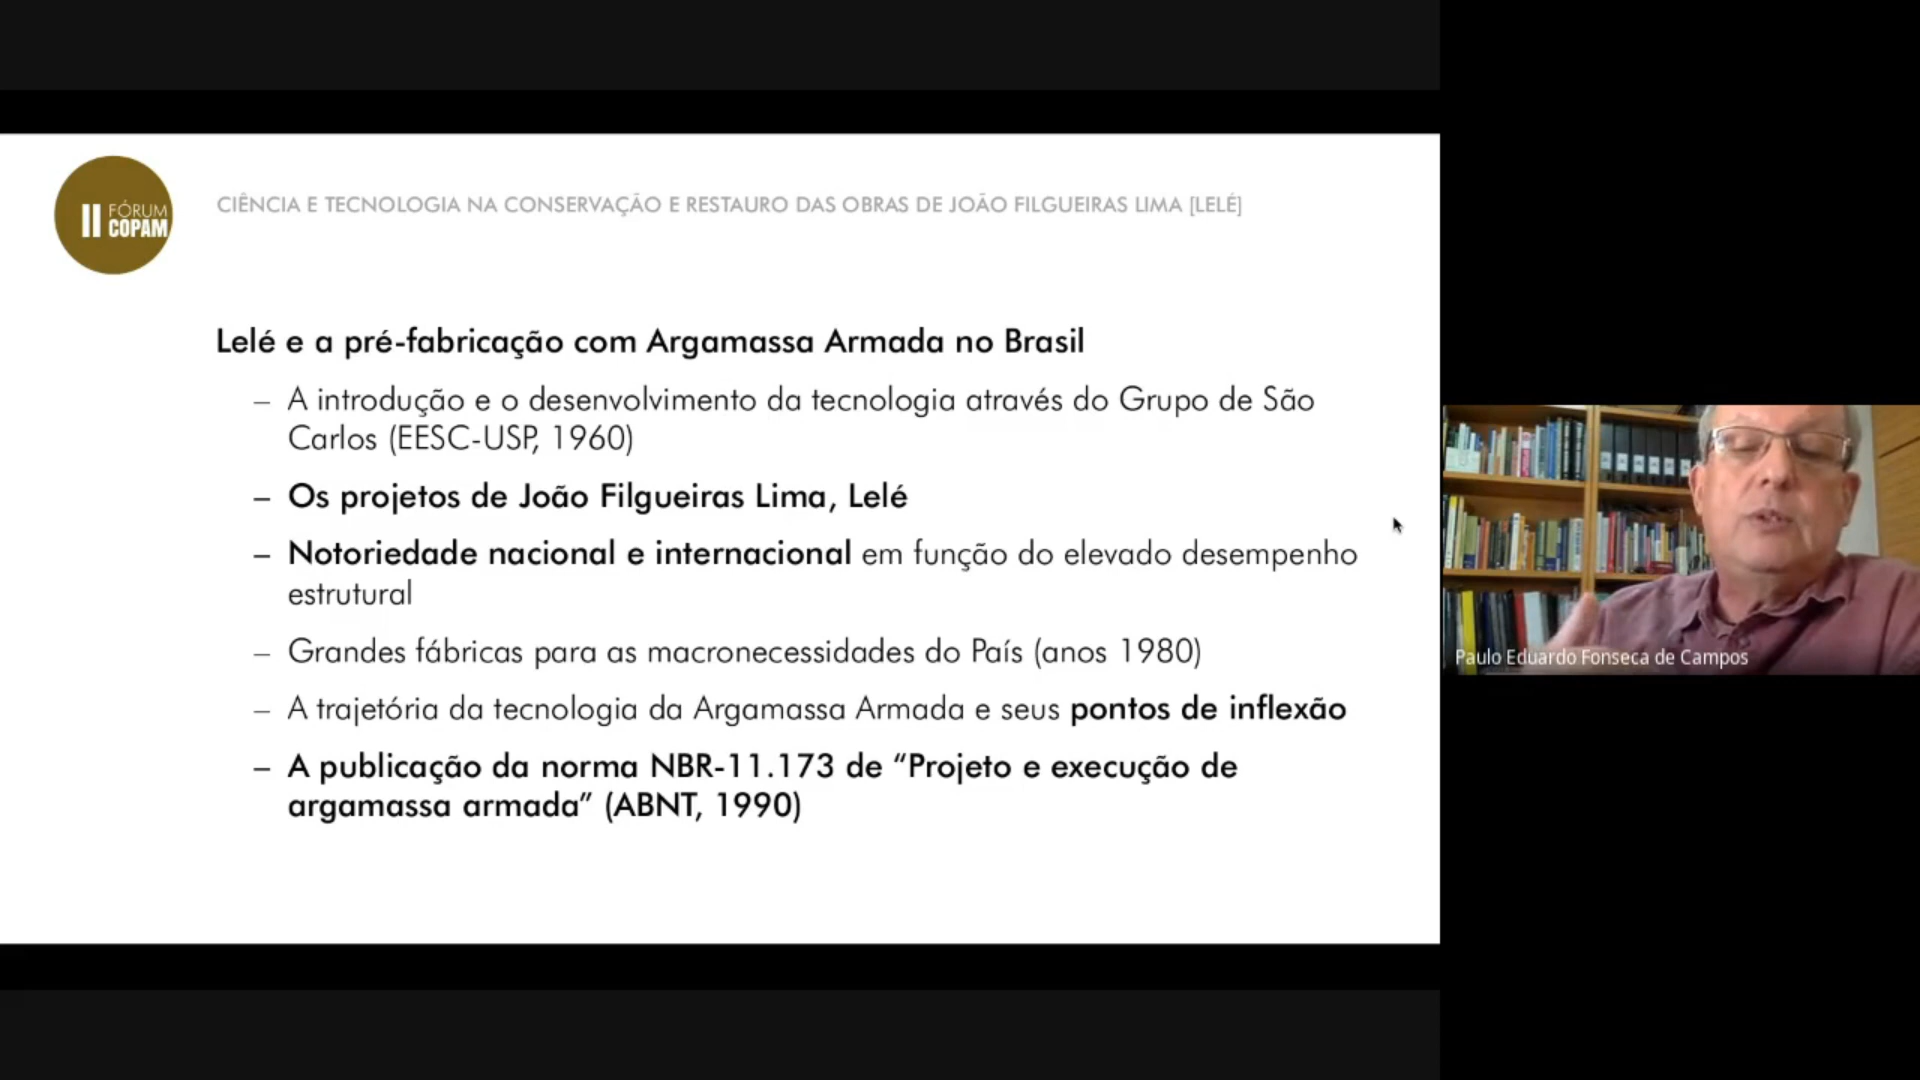 II FÓRUM
COPAM
CIÊNCIA E TECNOLOGIA NA CONSERVAÇÃO E RESTAURO DAS OBRAS DE JOÃO FILGUEIRAS LIMA [LELÉ]
Lelé e a pré-fabricação com Argamassa Armada no Brasil
– A introdução e o desenvolvimento da tecnologia através do Grupo de São
Carlos (EESC-USP, 1960)
– Os projetos de João Filgueiras Lima, Lelé
– Notoriedade nacional e internacional em função do elevado desempenho
estrutural
– Grandes fábricas para as macronecessidades do País (anos 1980)
– A trajetória da tecnologia da Argamassa Armada e seus pontos de inflexão
– A publicação da norma NBR-11.173 de “Projeto e execução de
argamassa armada” (ABNT, 1990)
Paulo Eduardo Fonseca de Campos